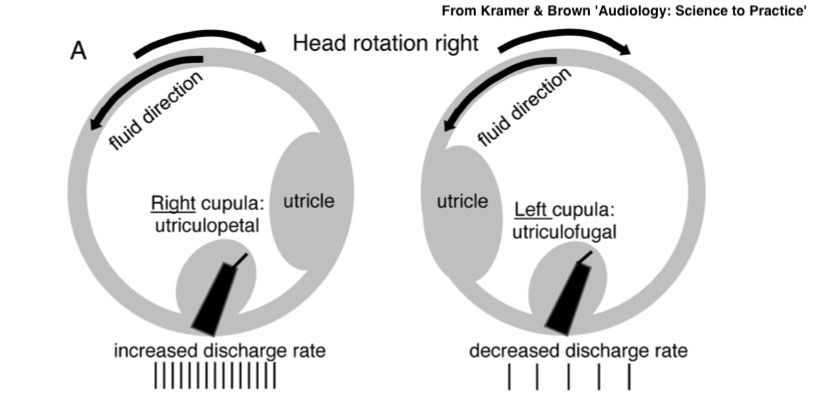 From Kramer & Brown 'Audiology: Science to Practice'
A
Head rotation right
fluid direction
Right cupula:
utriculopetal
utricle
increased discharge rate
fluid direction
utricle
Left cupula:
utriculofugal
decreased discharge rate